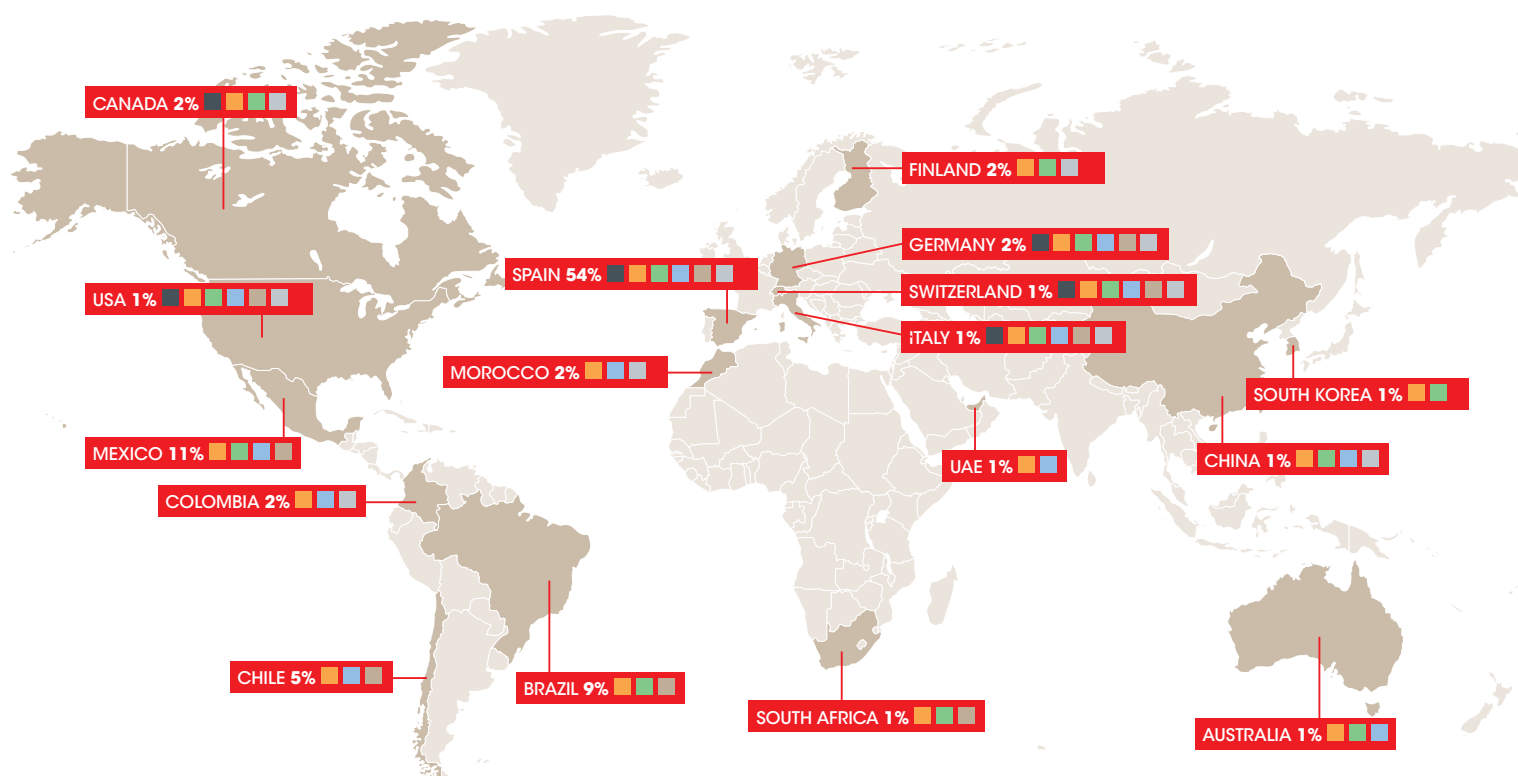 CANADA 2%
FINLAND 2%
GERMANY 2%
SPAIN 54%
SWITZERLAND 1%
USA 1%
ITALY 1%
MOROCCO 2%
SOUTH KOREA 1%
MEXICO 11%
CHINA 1%
UAE 1%
COLOMBIA 2%
CHILE 5%
BRAZIL 9%
SOUTH AFRICA 1%
AUSTRALIA 1%